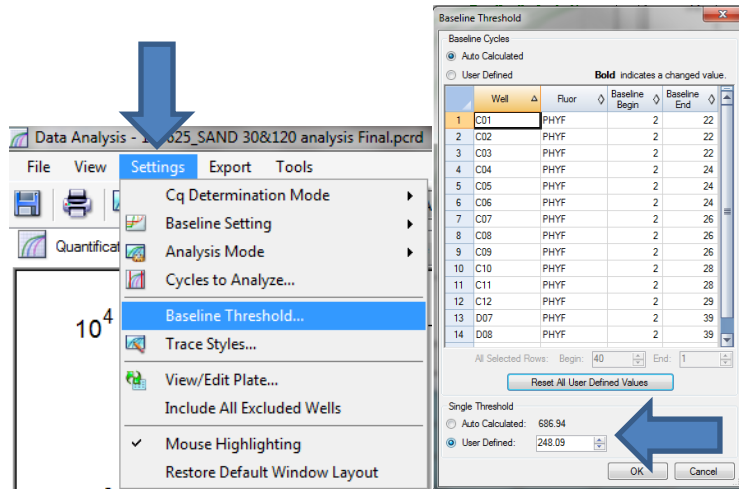 Data Analysis - 1 625_SAND 30&120 analysis Final.pcrd
File View Settings Export Tools
Quantificat
10^4
Cq Determination Mode
Baseline Setting
Analysis Mode
Cycles to Analyze...
Baseline Threshold...
Trace Styles...
View/Edit Plate...
Include All Excluded Wells
✓ Mouse Highlighting
Restore Default Window Layout
Baseline Threshold
Baseline Cycles
Auto Calculated
User Defined Bold indicates a changed value.
Well Fluor Baseline Begin Baseline End
1 C01 PHYF 2 22
2 C02 PHYF 2 22
3 C03 PHYF 2 22
4 C04 PHYF 2 24
5 C05 PHYF 2 24
6 C06 PHYF 2 24
7 C07 PHYF 2 26
8 C08 PHYF 2 26
9 C09 PHYF 2 26
10 C10 PHYF 2 28
11 C11 PHYF 2 28
12 C12 PHYF 2 29
13 D07 PHYF 2 39
14 D08 PHYF 2 39
All Selected Rows: Begin: 40 End: 1
Reset All User Defined Values
Single Threshold
Auto Calculated: 686.94
User Defined: 248.09
OK Cancel